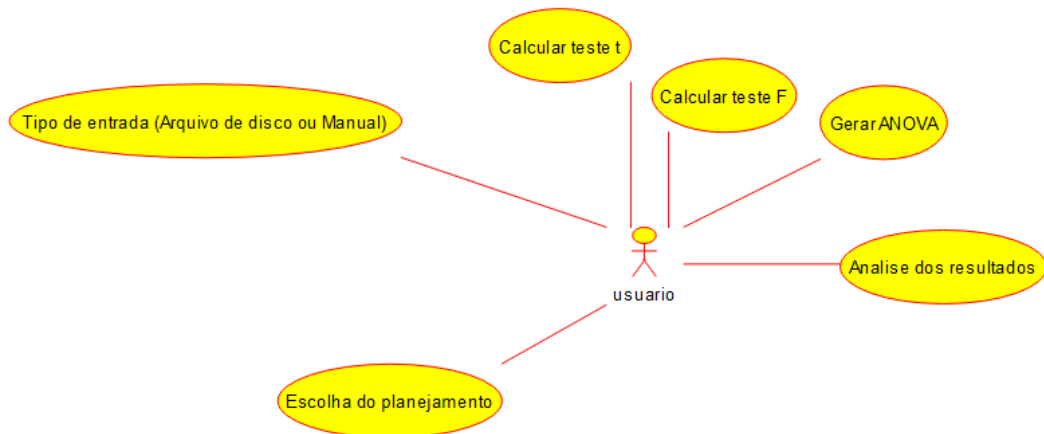 Calcular teste t
Calcular teste F
Tipo de entrada (Arquivo de disco ou Manual)
Gerar ANOVA
Analise dos resultados
usuario
Escolha do planejamento